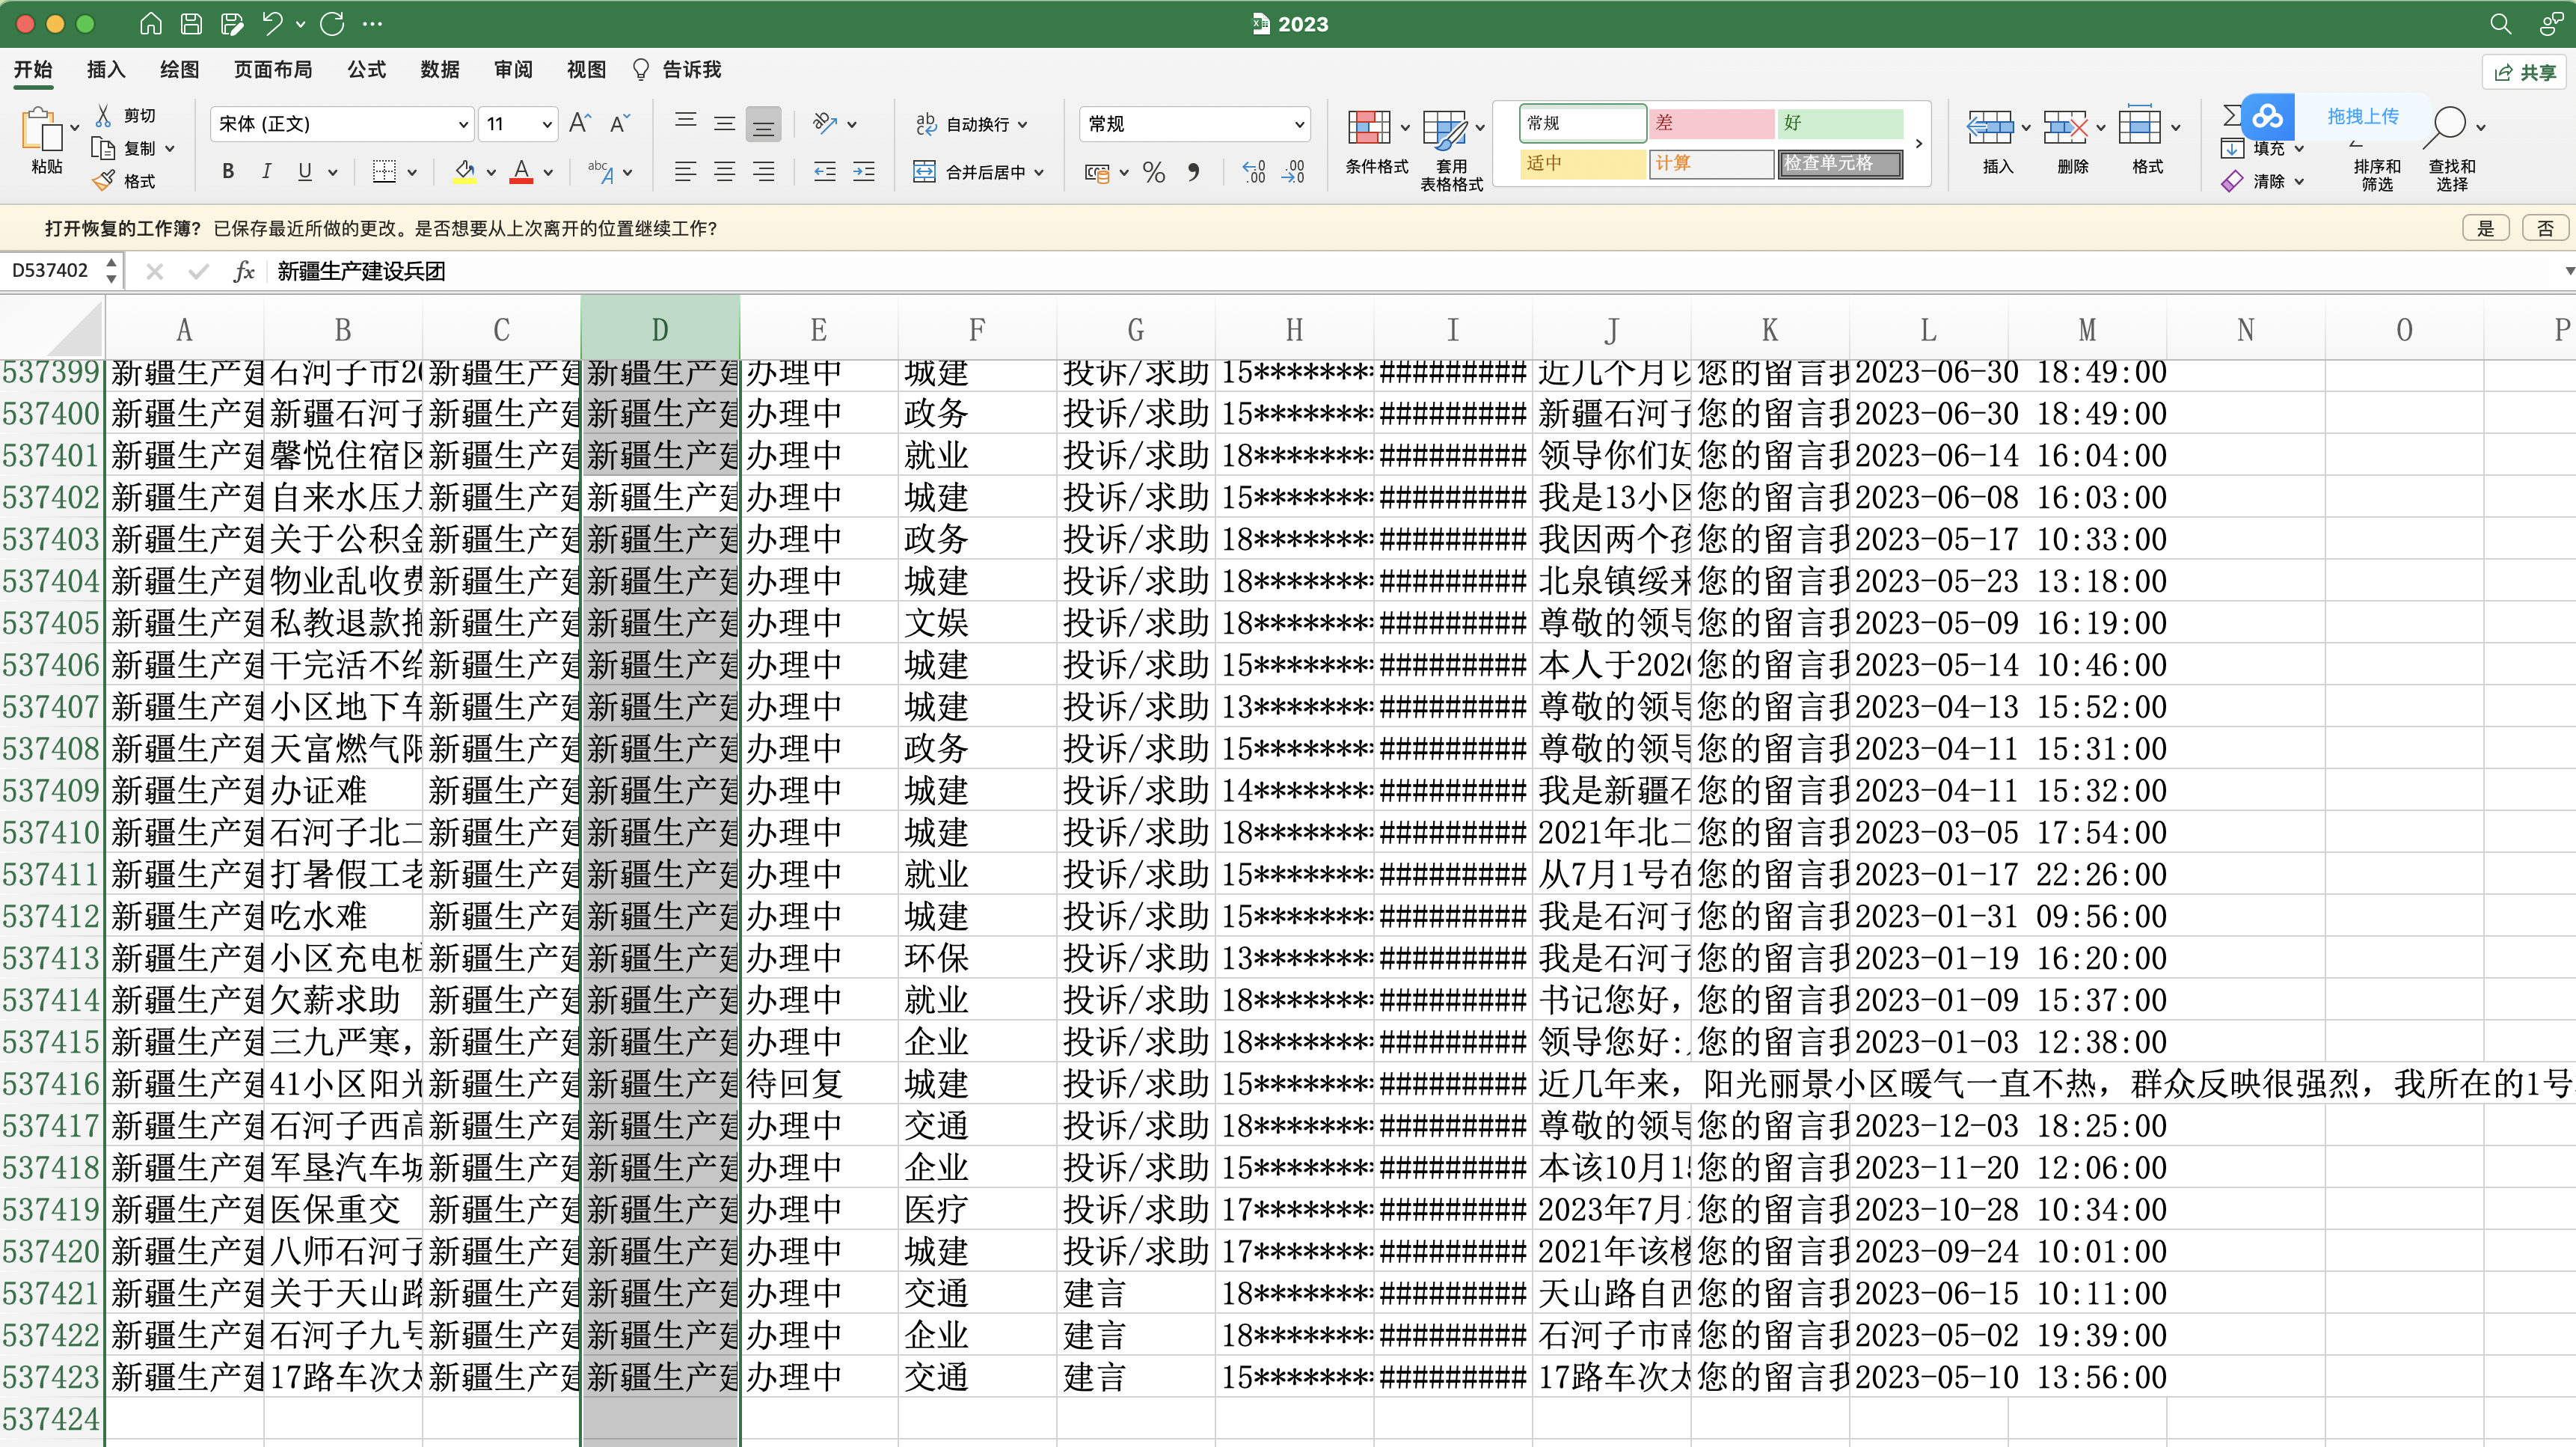 2023
开始 插入 绘图 页面布局 公式 数据 审阅 视图 告诉我 共享
粘贴 剪切 复制 格式 宋体 (正文) 11 自动换行 合并后居中 常规 条件格式 套用 表格格式 常规 差 好 适中 计算 检查单元格 插入 删除 格式 填充 清除 拖拽上传 排序和 筛选 查找和 选择
打开恢复的工作簿? 已保存最近所做的更改。是否想要从上次离开的位置继续工作? 是 否
D537402 fx 新疆生产建设兵团
A B C D E F G H I J K L M N O P
537399 新疆生产建 石河子市20 新疆生产建 新疆生产建 办理中 城建 投诉/求助 15******** ######### 近几个月以 您的留言我 2023-06-30 18:49:00
537400 新疆生产建 新疆石河子 新疆生产建 新疆生产建 办理中 政务 投诉/求助 15******** ######### 新疆石河子 您的留言我 2023-06-30 18:49:00
537401 新疆生产建 馨悦住宿区 新疆生产建 新疆生产建 办理中 就业 投诉/求助 18******** ######### 领导你们好 您的留言我 2023-06-14 16:04:00
537402 新疆生产建 自来水压力 新疆生产建 新疆生产建 办理中 城建 投诉/求助 15******** ######### 我是13小区 您的留言我 2023-06-08 16:03:00
537403 新疆生产建 关于公积金 新疆生产建 新疆生产建 办理中 政务 投诉/求助 18******** ######### 我因两个孩 您的留言我 2023-05-17 10:33:00
537404 新疆生产建 物业乱收费 新疆生产建 新疆生产建 办理中 城建 投诉/求助 18******** ######### 北泉镇绥来 您的留言我 2023-05-23 13:18:00
537405 新疆生产建 私教退款拖 新疆生产建 新疆生产建 办理中 文娱 投诉/求助 18******** ######### 尊敬的领导 您的留言我 2023-05-09 16:19:00
537406 新疆生产建 干完活不给 新疆生产建 新疆生产建 办理中 城建 投诉/求助 15******** ######### 本人于2020 您的留言我 2023-05-14 10:46:00
537407 新疆生产建 小区地下车 新疆生产建 新疆生产建 办理中 城建 投诉/求助 13******** ######### 尊敬的领导 您的留言我 2023-04-13 15:52:00
537408 新疆生产建 天富燃气限 新疆生产建 新疆生产建 办理中 政务 投诉/求助 15******** ######### 尊敬的领导 您的留言我 2023-04-11 15:31:00
537409 新疆生产建 办证难 新疆生产建 新疆生产建 办理中 城建 投诉/求助 14******** ######### 我是新疆石 您的留言我 2023-04-11 15:32:00
537410 新疆生产建 石河子北二 新疆生产建 新疆生产建 办理中 城建 投诉/求助 18******** ######### 2021年北二 您的留言我 2023-03-05 17:54:00
537411 新疆生产建 打暑假工老 新疆生产建 新疆生产建 办理中 就业 投诉/求助 15******** ######### 从7月1号在 您的留言我 2023-01-17 22:26:00
537412 新疆生产建 吃水难 新疆生产建 新疆生产建 办理中 城建 投诉/求助 15******** ######### 我是石河子 您的留言我 2023-01-31 09:56:00
537413 新疆生产建 小区充电桩 新疆生产建 新疆生产建 办理中 环保 投诉/求助 13******** ######### 我是石河子 您的留言我 2023-01-19 16:20:00
537414 新疆生产建 欠薪求助 新疆生产建 新疆生产建 办理中 就业 投诉/求助 18******** ######### 书记您好, 您的留言我 2023-01-09 15:37:00
537415 新疆生产建 三九严寒, 新疆生产建 新疆生产建 办理中 企业 投诉/求助 18******** ######### 领导您好: 您的留言我 2023-01-03 12:38:00
537416 新疆生产建 41小区阳光 新疆生产建 新疆生产建 待回复 城建 投诉/求助 15******** ######### 近几年来，阳光丽景小区暖气一直不热，群众反映很强烈，我所在的1号
537417 新疆生产建 石河子西高 新疆生产建 新疆生产建 办理中 交通 投诉/求助 18******** ######### 尊敬的领导 您的留言我 2023-12-03 18:25:00
537418 新疆生产建 军垦汽车城 新疆生产建 新疆生产建 办理中 企业 投诉/求助 15******** ######### 本该10月15 您的留言我 2023-11-20 12:06:00
537419 新疆生产建 医保重交 新疆生产建 新疆生产建 办理中 医疗 投诉/求助 17******** ######### 2023年7月 您的留言我 2023-10-28 10:34:00
537420 新疆生产建 八师石河子 新疆生产建 新疆生产建 办理中 城建 投诉/求助 17******** ######### 2021年该楼 您的留言我 2023-09-24 10:01:00
537421 新疆生产建 关于天山路 新疆生产建 新疆生产建 办理中 交通 建言 18******** ######### 天山路自西 您的留言我 2023-06-15 10:11:00
537422 新疆生产建 石河子九号 新疆生产建 新疆生产建 办理中 企业 建言 18******** ######### 石河子市南 您的留言我 2023-05-02 19:39:00
537423 新疆生产建 17路车次太 新疆生产建 新疆生产建 办理中 交通 建言 15******** ######### 17路车次太 您的留言我 2023-05-10 13:56:00
537424